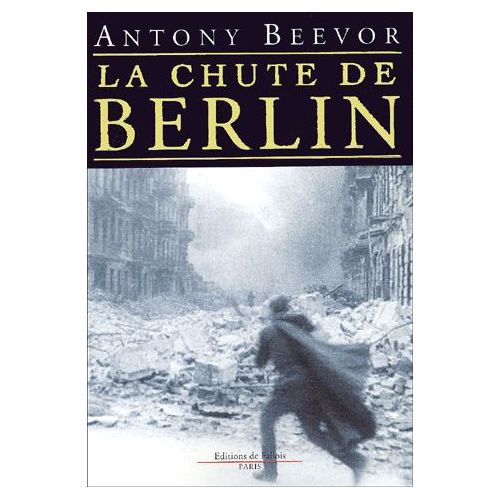 ANTONY BEEVOR
LA CHUTE DE
BERLIN
Editions de Fallois
PARIS